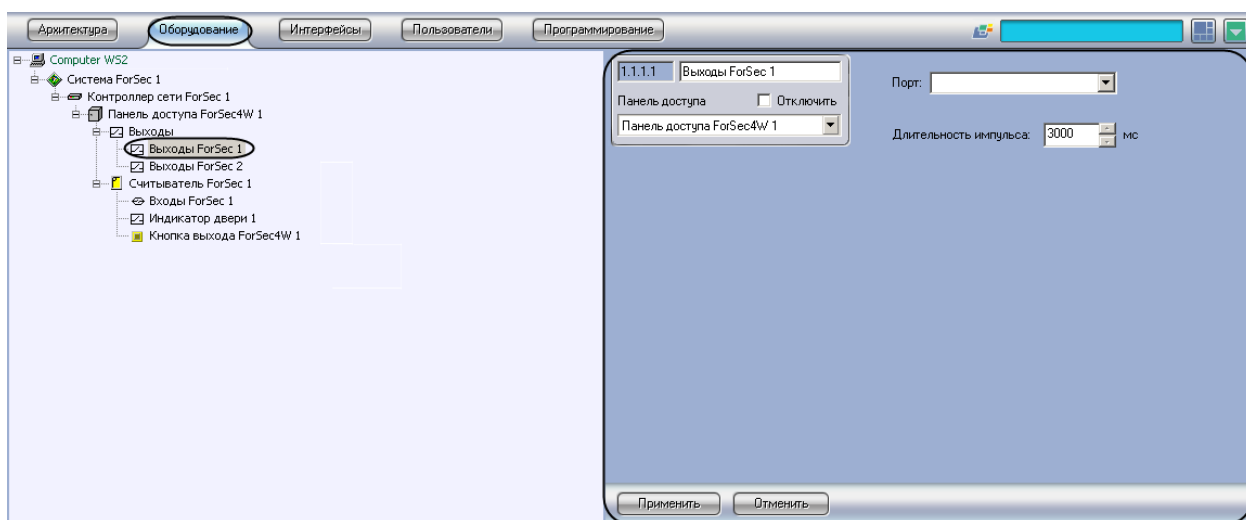 Архитектура Оборудование Интерфейсы Пользователи Программирование
Computer WS2
Система ForSec 1
Контроллер сети ForSec 1
Панель доступа ForSec4W 1
Выходы
Выходы ForSec 1
Выходы ForSec 2
Считыватель ForSec 1
Входы ForSec 1
Индикатор двери 1
Кнопка выхода ForSec4W 1
1.1.1.1 Выходы ForSec 1
Панель доступа Отключить
Панель доступа ForSec4W 1
Порт:
Длительность импульса: 3000 мс
Применить Отменить